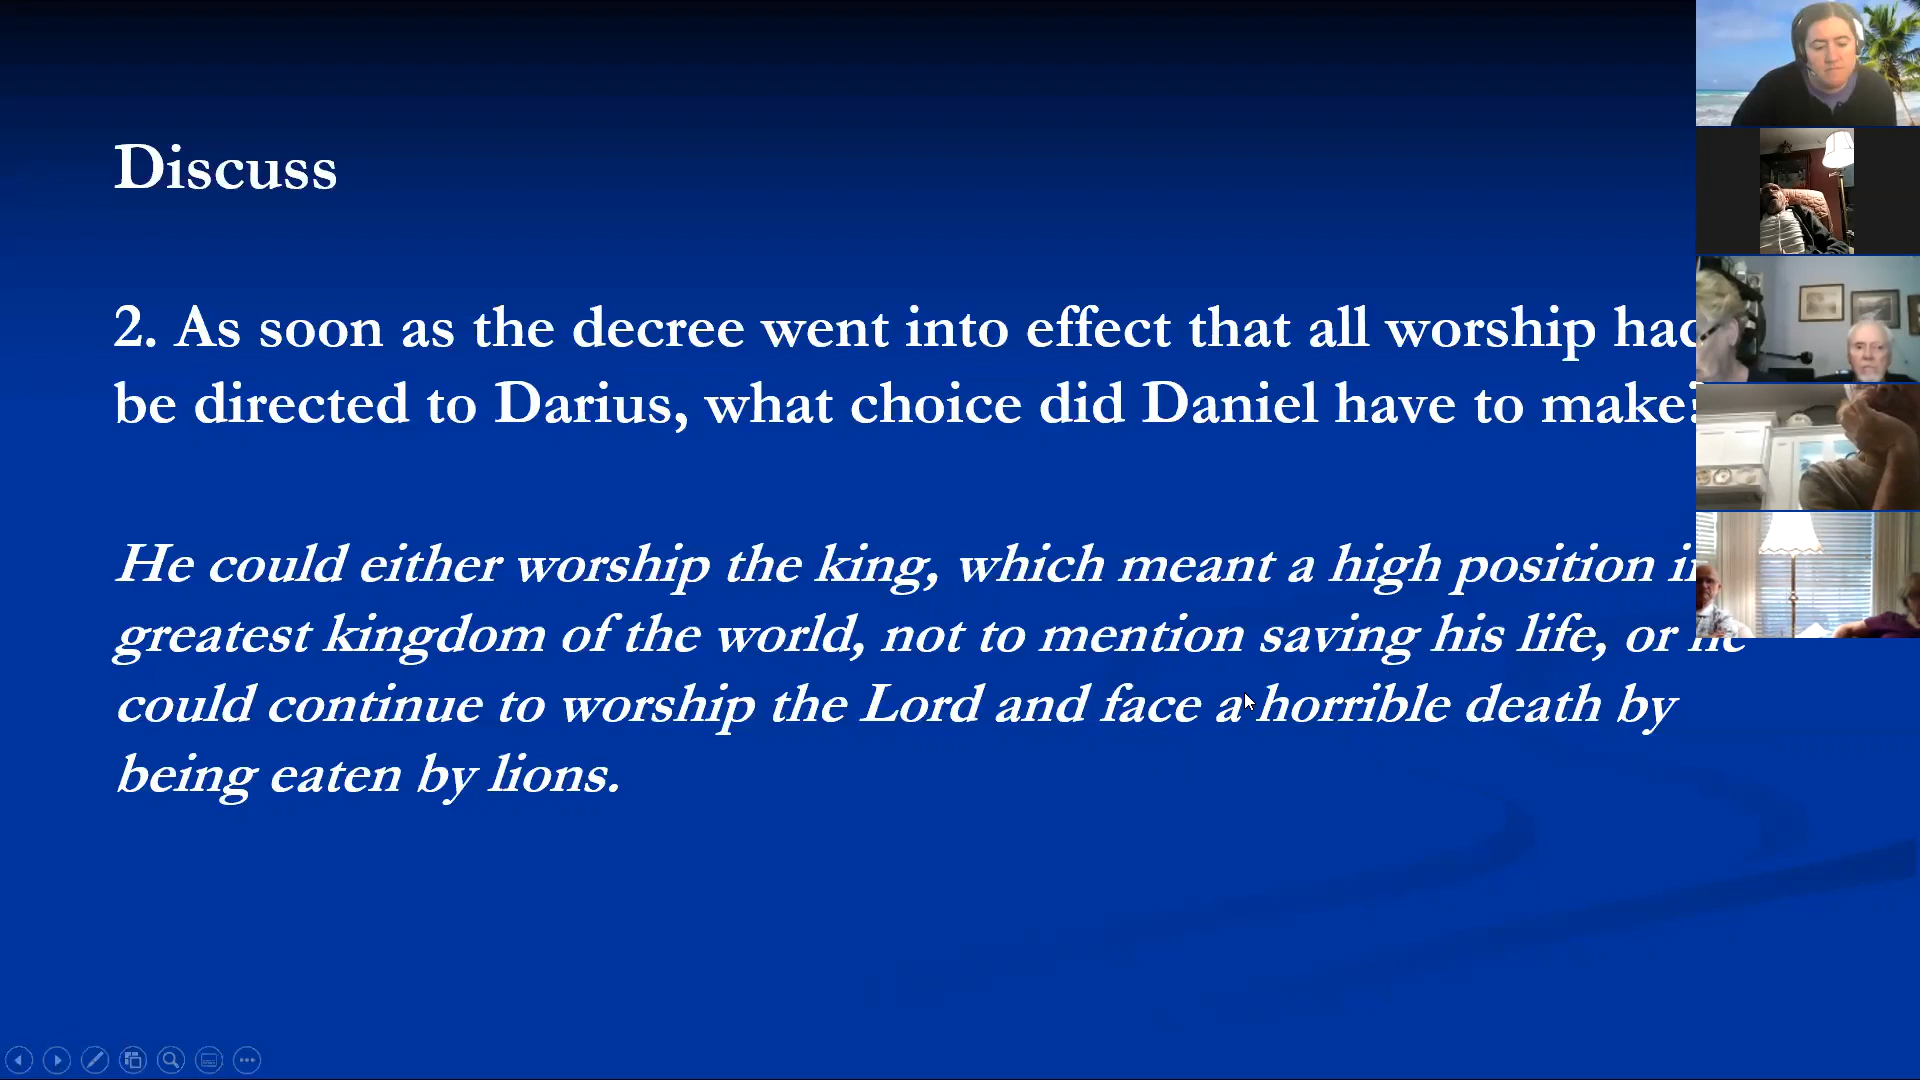 Discuss
2. As soon as the decree went into effect that all worship had
be directed to Darius, what choice did Daniel have to make?
He could either worship the king, which meant a high position
greatest kingdom of the world, not to mention saving his life, or he
could continue to worship the Lord and face a horrible death by
being eaten by lions.